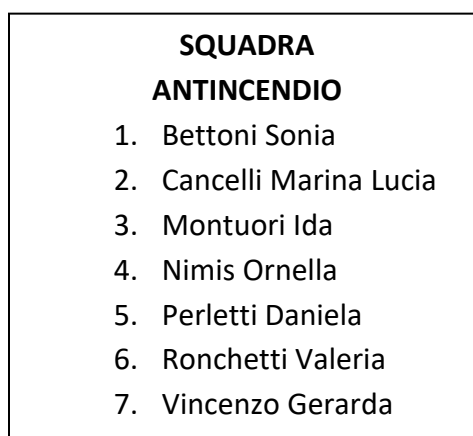 SQUADRA
ANTINCENDIO
1. Bettoni Sonia
2. Cancelli Marina Lucia
3. Montuori Ida
4. Nimis Ornella
5. Perletti Daniela
6. Ronchetti Valeria
7. Vincenzo Gerarda